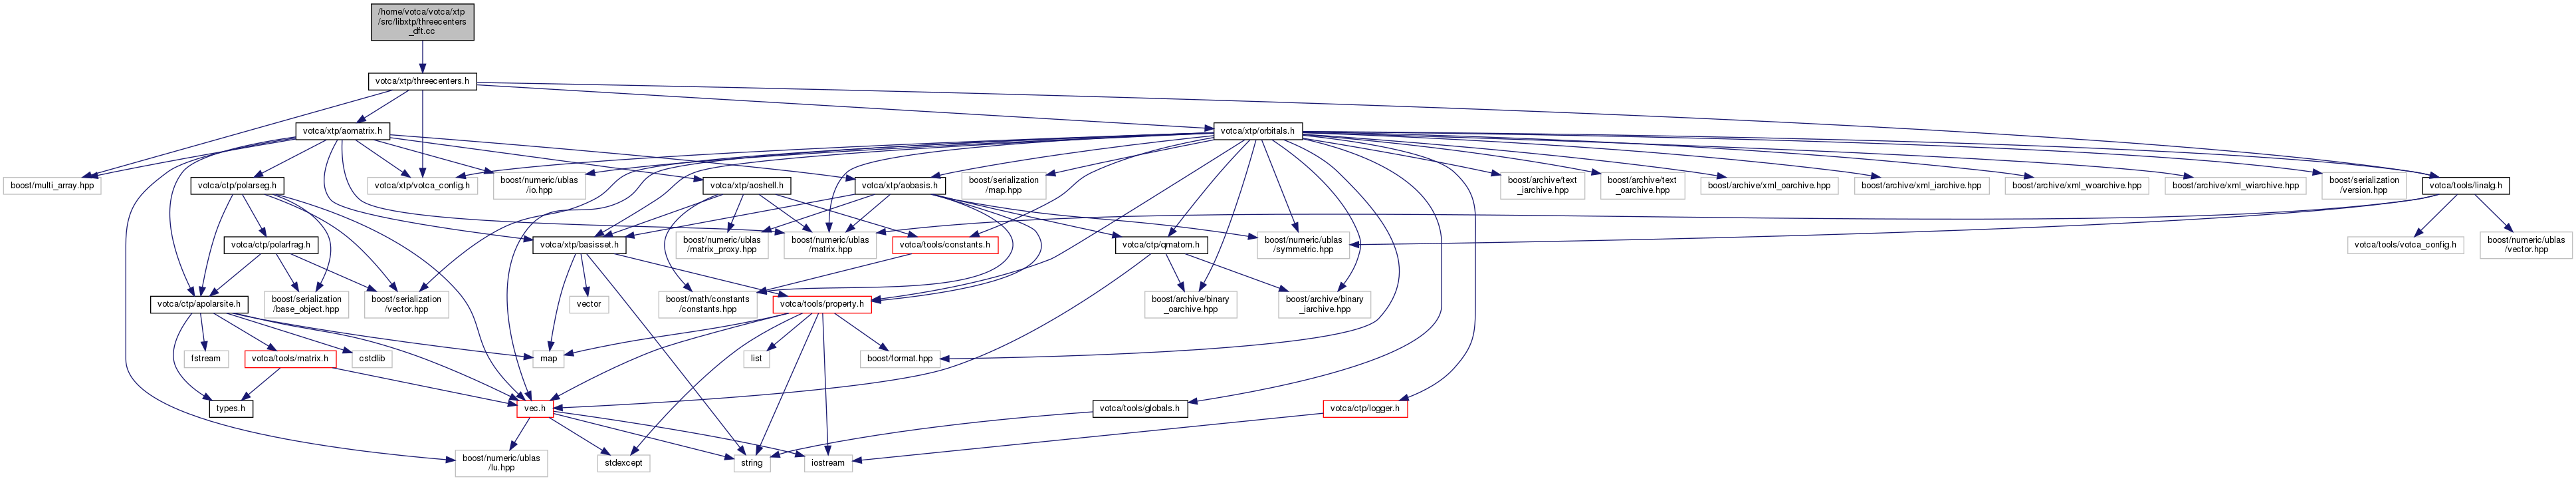 /home/votca/votca/xtp
/src/libxtp/threecenters
_dft.cc
votca/xtp/threecenters.h
votca/xtp/aomatrix.h
votca/xtp/orbitals.h
boost/multi_array.hpp
votca/ctp/polarseg.h
votca/xtp/votca_config.h
boost/numeric/ublas
/io.hpp
votca/xtp/aoshell.h
votca/xtp/aobasis.h
boost/serialization
/map.hpp
boost/archive/text
_iarchive.hpp
boost/archive/text
_oarchive.hpp
boost/archive/xml_oarchive.hpp
boost/archive/xml_iarchive.hpp
boost/archive/xml_woarchive.hpp
boost/archive/xml_wiarchive.hpp
boost/serialization
/version.hpp
votca/tools/linalg.h
votca/ctp/polarfrag.h
votca/xtp/basisset.h
boost/numeric/ublas
/matrix_proxy.hpp
boost/numeric/ublas
/matrix.hpp
votca/tools/constants.h
votca/ctp/qmatom.h
boost/numeric/ublas
/symmetric.hpp
votca/tools/votca_config.h
boost/numeric/ublas
/vector.hpp
votca/ctp/apolarsite.h
boost/serialization
/base_object.hpp
boost/serialization
/vector.hpp
vector
boost/math/constants
/constants.hpp
votca/tools/property.h
boost/archive/binary
_oarchive.hpp
boost/archive/binary
_iarchive.hpp
fstream
votca/tools/matrix.h
cstdlib
map
list
boost/format.hpp
types.h
vec.h
votca/tools/globals.h
votca/ctp/logger.h
boost/numeric/ublas
/lu.hpp
stdexcept
string
iostream